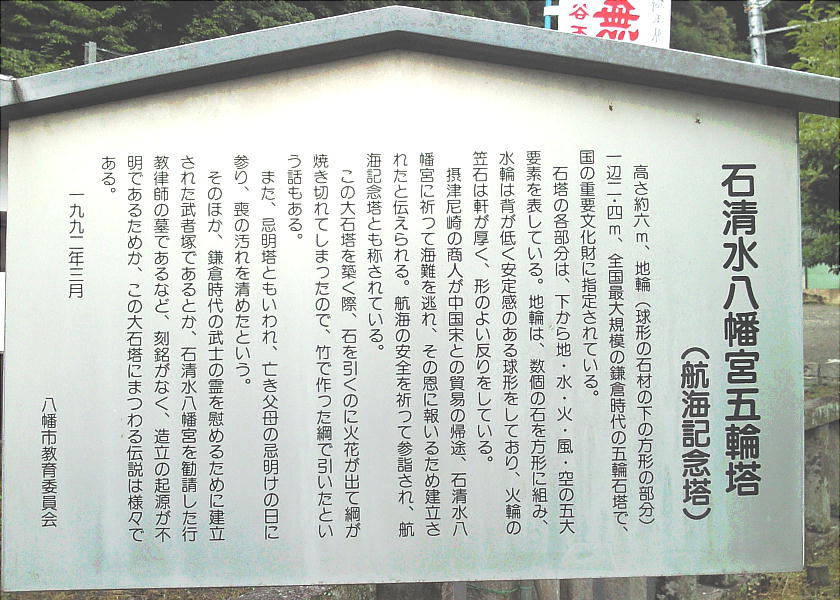 石清水八幡宮五輪塔
（航海記念塔）
高さ約六ｍ、地輪（球形の石材の下の方形の部分）
一辺二・四ｍ、全国最大規模の鎌倉時代の五輪石塔で、
国の重要文化財に指定されている。
石塔の各部分は、下から地・水・火・風・空の五大
要素を表している。地輪は、数個の石を方形に組み、
水輪は背が低く安定感のある球形をしており、火輪の
笠石は軒が厚く、形のよい反りをしている。
摂津尼崎の商人が中国宋との貿易の帰途、石清水八
幡宮に祈って海難を逃れ、その恩に報いるため建立さ
れたと伝えられる。航海の安全を祈って参詣され、航
海記念塔とも称されている。
この大石塔を築く際、石を引くのに火花が出て綱が
焼き切れてしまったので、竹で作った綱で引いたとい
う話もある。
また、忌明塔ともいわれ、亡き父母の忌明けの日に
参り、喪の汚れを清めたという。
そのほか、鎌倉時代の武士の霊を慰めるために建立
された武者塚であるとか、石清水八幡宮を勧請した行
教律師の墓であるなど、刻銘がなく、造立の起源が不
明であるためか、この大石塔にまつわる伝説は様々で
ある。
一九九二年三月
八幡市教育委員会
無
谷